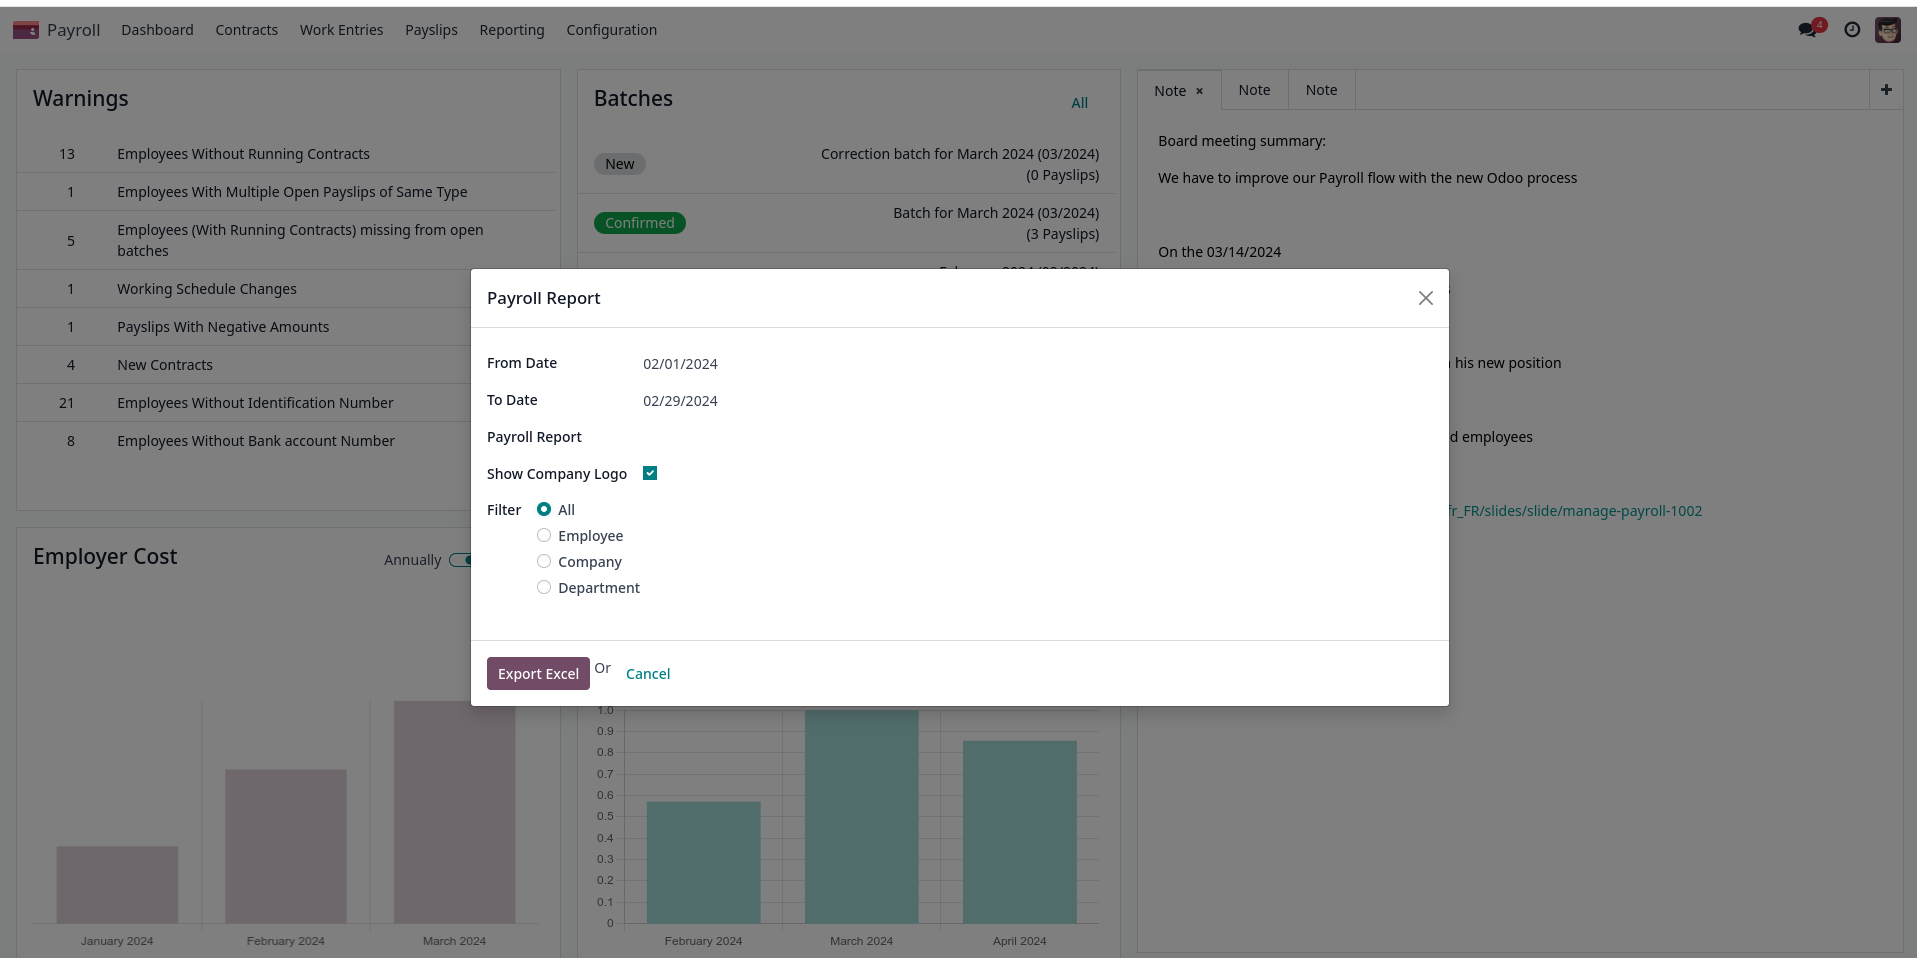 Payroll Dashboard Contracts Work Entries Payslips Reporting Configuration 4
Warnings
13 Employees Without Running Contracts
1 Employees With Multiple Open Payslips of Same Type
5 Employees (With Running Contracts) missing from open
batches
1 Working Schedule Changes
1 Payslips With Negative Amounts
4 New Contracts
21 Employees Without Identification Number
8 Employees Without Bank account Number
Batches All
New Correction batch for March 2024 (03/2024)
(0 Payslips)
Confirmed Batch for March 2024 (03/2024)
(3 Payslips)
Note × Note Note +
Board meeting summary:
We have to improve our Payroll flow with the new Odoo process
On the 03/14/2024
his new position
employees
fr_FR/slides/slide/manage-payroll-1002
Payroll Report
From Date 02/01/2024
To Date 02/29/2024
Payroll Report
Show Company Logo
Filter All
Employee
Company
Department
Export Excel Or Cancel
Employer Cost Annually
January 2024 February 2024 March 2024
1.0
0.9
0.8
0.7
0.6
0.5
0.4
0.3
0.2
0.1
0
February 2024 March 2024 April 2024